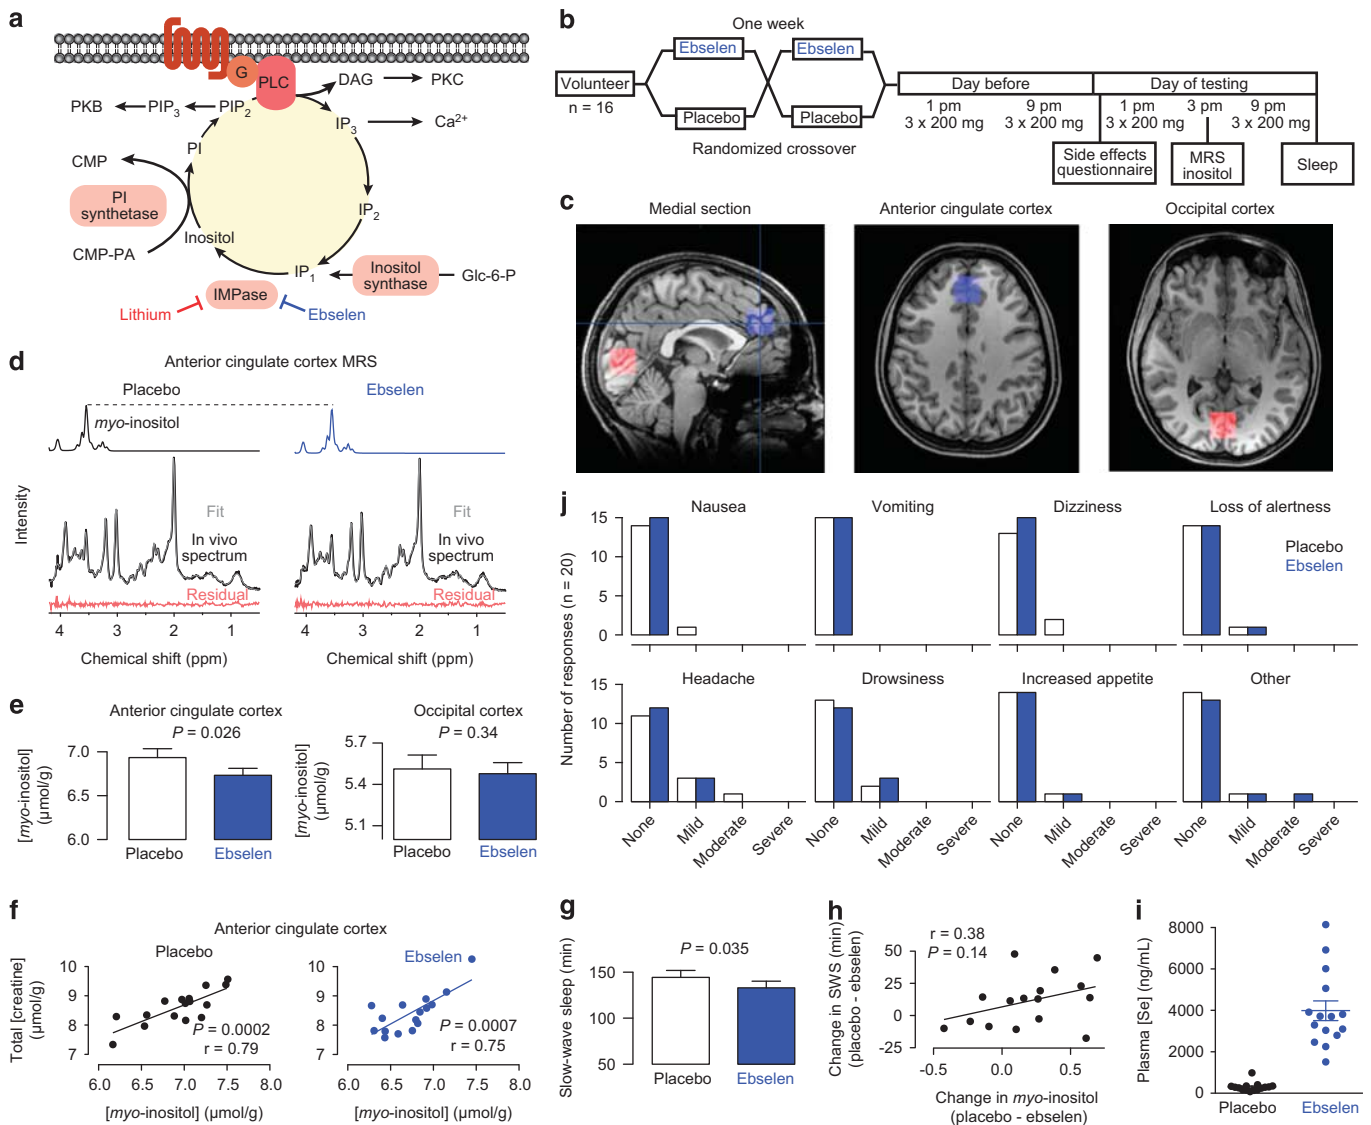 a
G
PLC
DAG
PKC
PKB
PIP3
PIP2
IP3
Ca2+
PI
CMP
PI
synthetase
IP2
Inositol
CMP-PA
IP1
Inositol
synthase
Glc-6-P
IMPase
Lithium
Ebselen
b
One week
Volunteer
n = 16
Ebselen
Ebselen
Placebo
Placebo
Randomized crossover
Day before
Day of testing
1 pm
9 pm
1 pm
3 pm
9 pm
3 x 200 mg
3 x 200 mg
3 x 200 mg
3 x 200 mg
Side effects
questionnaire
MRS
inositol
Sleep
c
Medial section
Anterior cingulate cortex
Occipital cortex
d
Anterior cingulate cortex MRS
Placebo
Ebselen
myo-inositol
Intensity
Fit
In vivo
spectrum
Residual
Fit
In vivo
spectrum
Residual
4 3 2 1
4 3 2 1
Chemical shift (ppm)
Chemical shift (ppm)
e
Anterior cingulate cortex
P = 0.026
[myo-inositol]
(μmol/g)
7.0
6.5
6.0
Placebo
Ebselen
Occipital cortex
P = 0.34
[myo-inositol]
(μmol/g)
5.7
5.4
5.1
Placebo
Ebselen
f
Anterior cingulate cortex
Placebo
Total [creatine]
(μmol/g)
10
9
8
7
P = 0.0002
r = 0.79
6.0 6.5 7.0 7.5 8.0
[myo-inositol] (μmol/g)
Ebselen
10
9
8
7
P = 0.0007
r = 0.75
6.0 6.5 7.0 7.5 8.0
[myo-inositol] (μmol/g)
g
Slow-wave sleep (min)
P = 0.035
150
100
50
Placebo
Ebselen
h
Change in SWS (min)
(placebo - ebselen)
r = 0.38
P = 0.14
50
25
0
-25
-0.5 0.0 0.5
Change in myo-inositol
(placebo - ebselen)
i
Plasma [Se] (ng/mL)
8000
6000
4000
2000
0
Placebo
Ebselen
j
Number of responses (n = 20)
Nausea
Vomiting
Dizziness
Loss of alertness
15
10
5
0
Placebo
Ebselen
Headache
Drowsiness
Increased appetite
Other
15
10
5
0
None
Mild
Moderate
Severe
None
Mild
Moderate
Severe
None
Mild
Moderate
Severe
None
Mild
Moderate
Severe